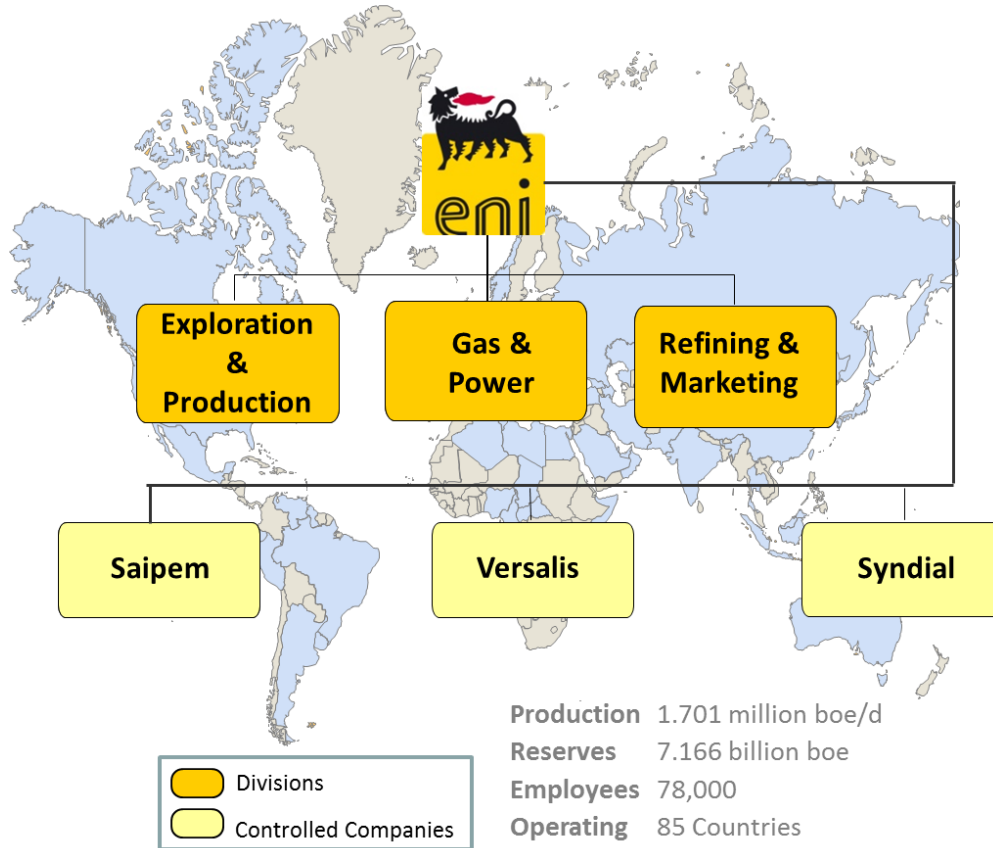 eni
Exploration
&
Production
Gas &
Power
Refining &
Marketing
Saipem
Versalis
Syndial
Production 1.701 million boe/d
Reserves 7.166 billion boe
Employees 78,000
Operating 85 Countries
Divisions
Controlled Companies